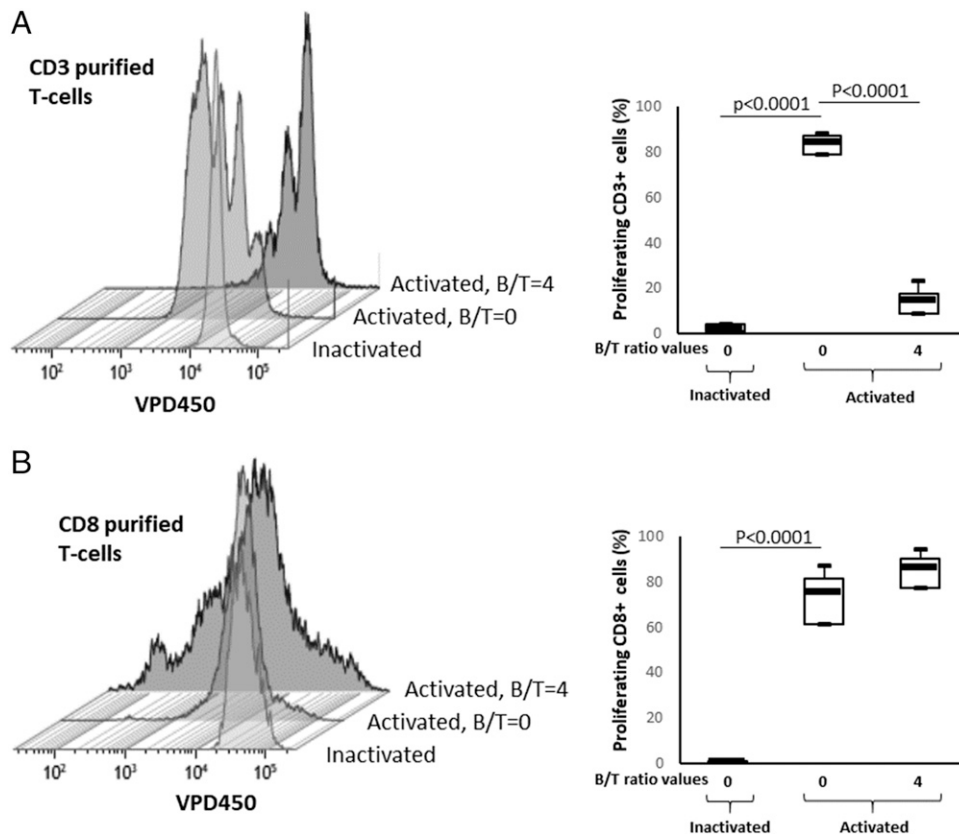 A
CD3 purified
T-cells
Activated, B/T=4
Activated, B/T=0
Inactivated
10² 10³ 10⁴ 10⁵
VPD450
Proliferating CD3+ cells (%)
100
80
60
40
20
0
p<0.0001
P<0.0001
B/T ratio values 0 0 4
Inactivated Activated
B
CD8 purified
T-cells
Activated, B/T=4
Activated, B/T=0
Inactivated
10² 10³ 10⁴ 10⁵
VPD450
Proliferating CD8+ cells (%)
100
80
60
40
20
0
P<0.0001
B/T ratio values 0 0 4
Inactivated Activated